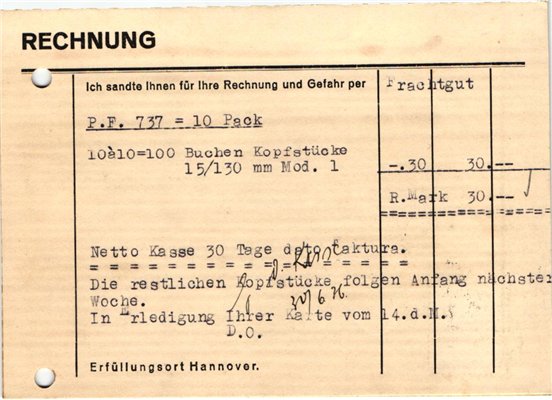 RECHNUNG
Ich sandte Ihnen für Ihre Rechnung und Gefahr per Frachtgut
P.F. 737 = 10 Pack
10à10=100 Buchen Kopfstücke -.30 30.--
15/130 mm Mod. 1
R.Mark 30.--
Netto Kasse 30 Tage dato faktura.
Die restlichen Kopfstücke folgen Anfang nächster
Woche.
In Erledigung Ihrer Karte vom 14.d.M.
D.O.
Erfüllungsort Hannover.